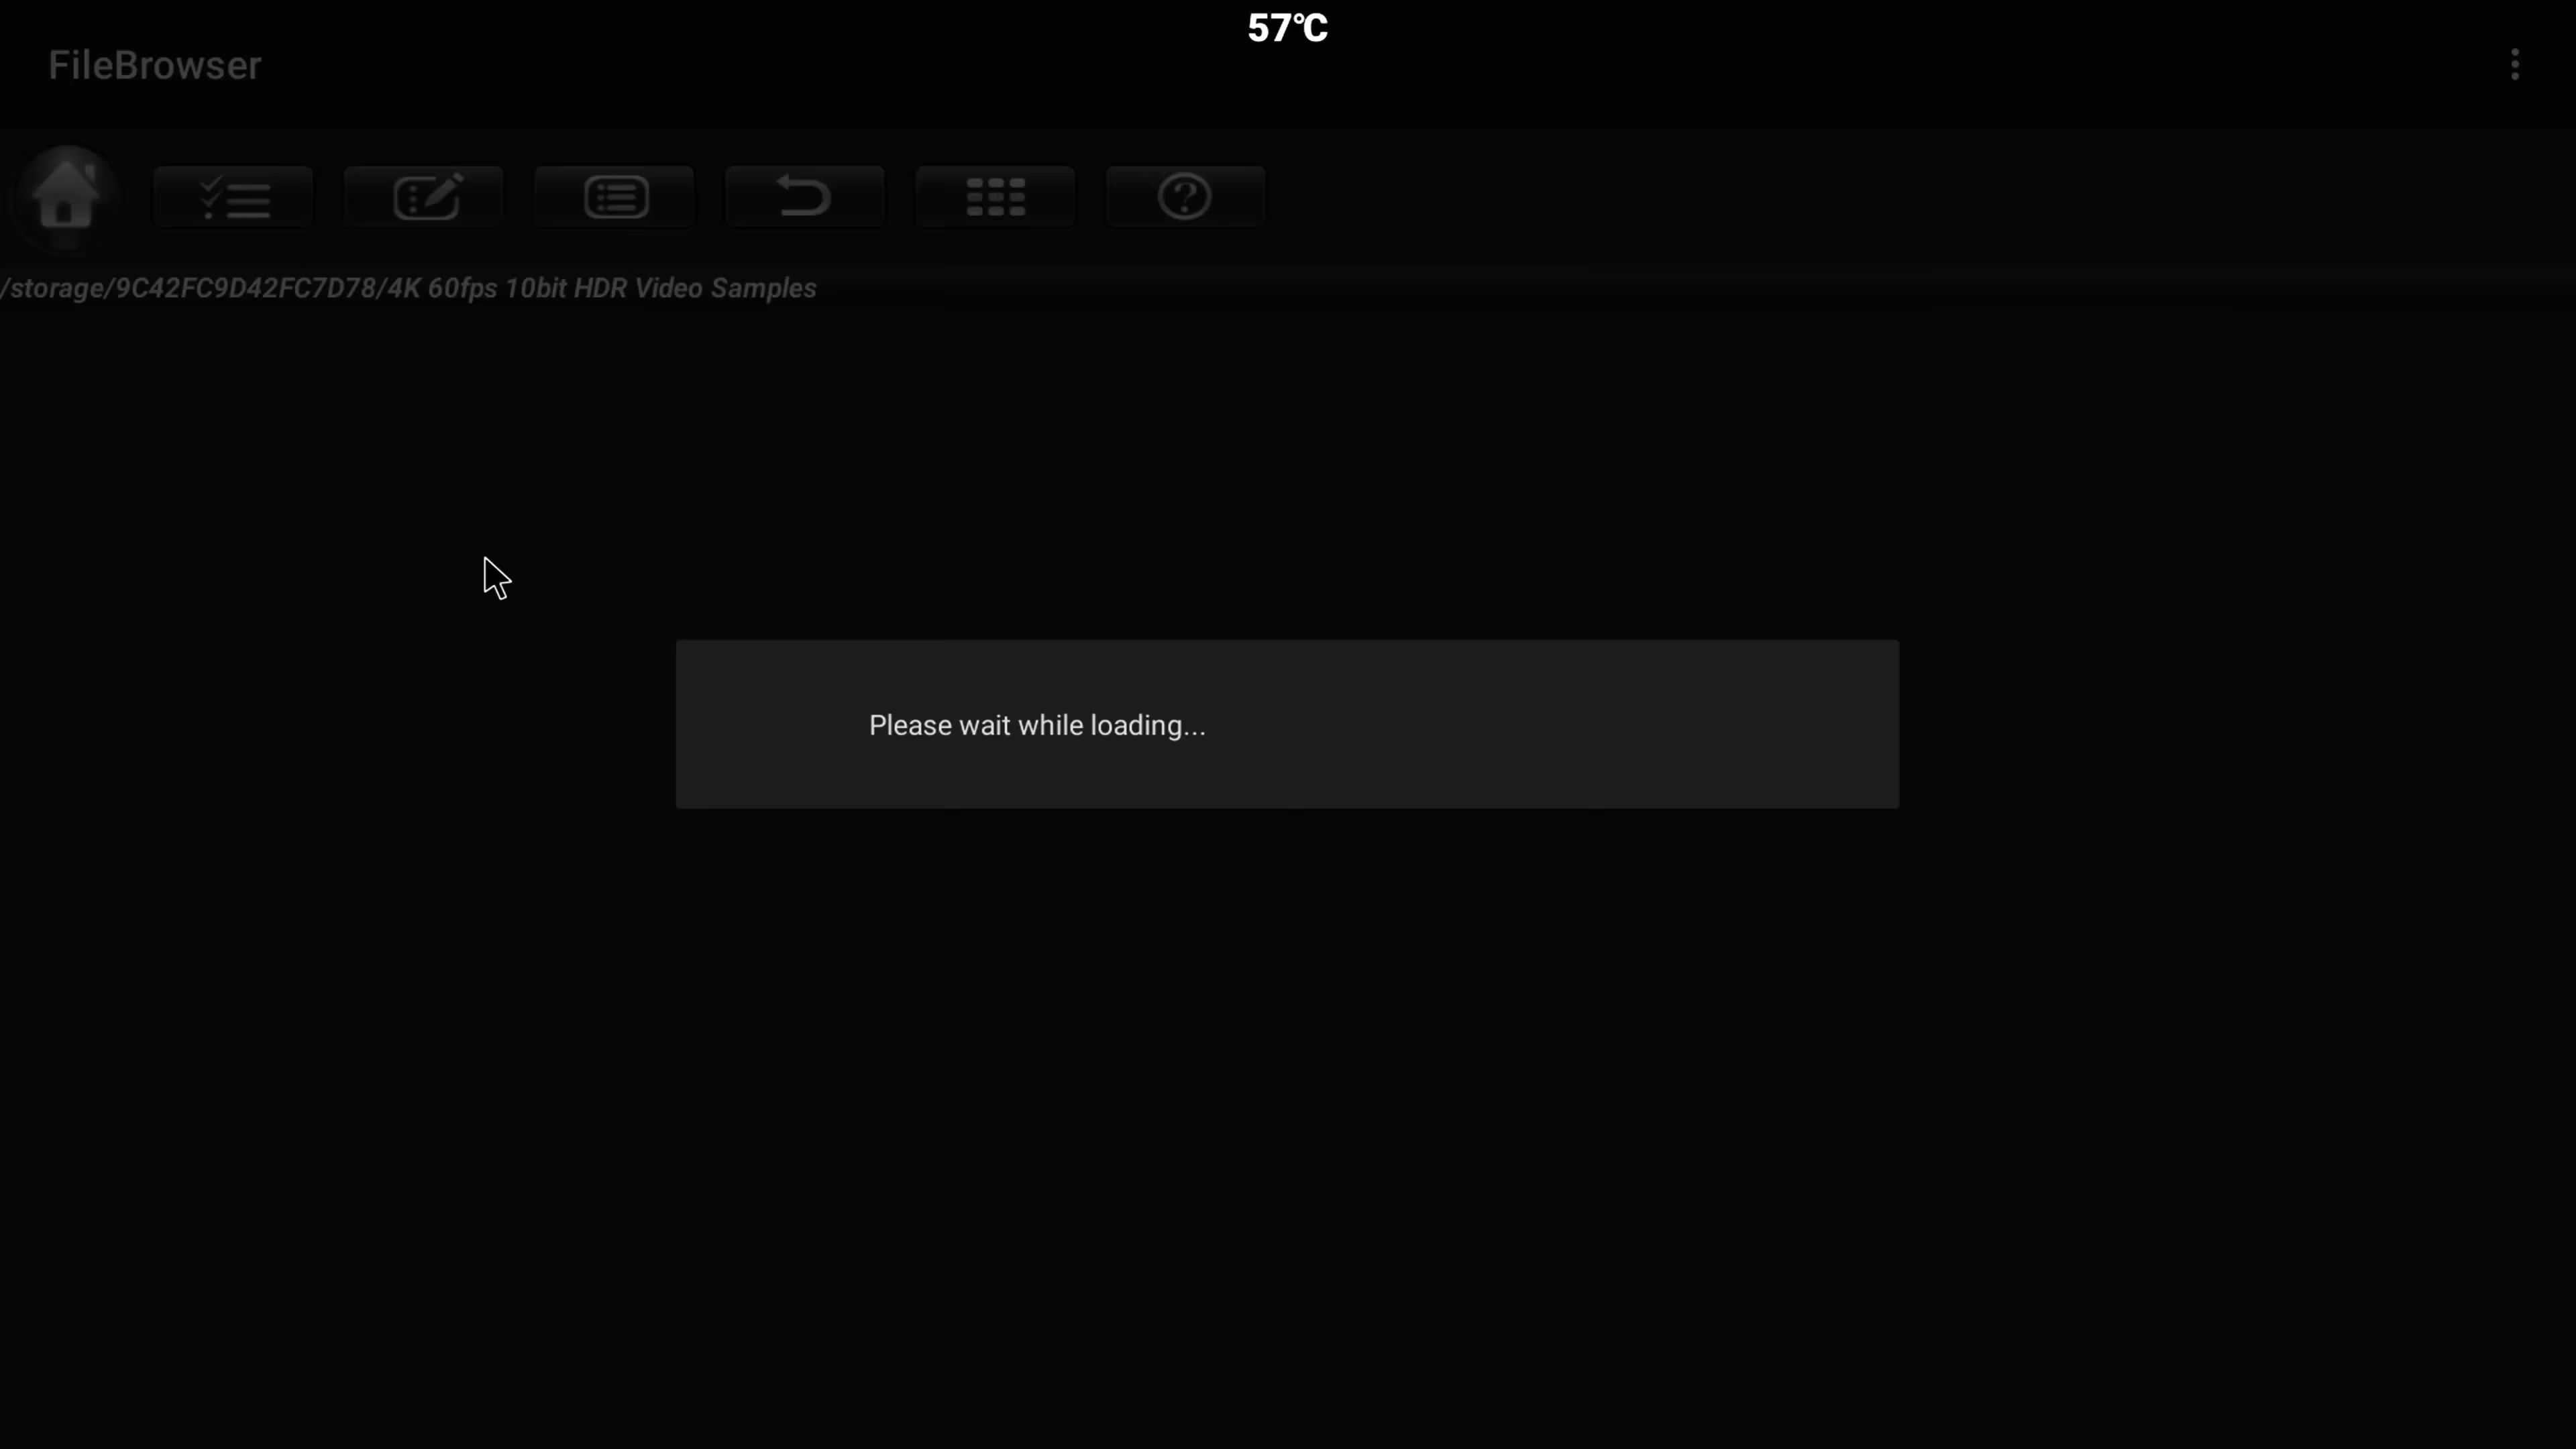 57℃
FileBrowser
/storage/9C42FC9D42FC7D78/4K 60fps 10bit HDR Video Samples
Please wait while loading...